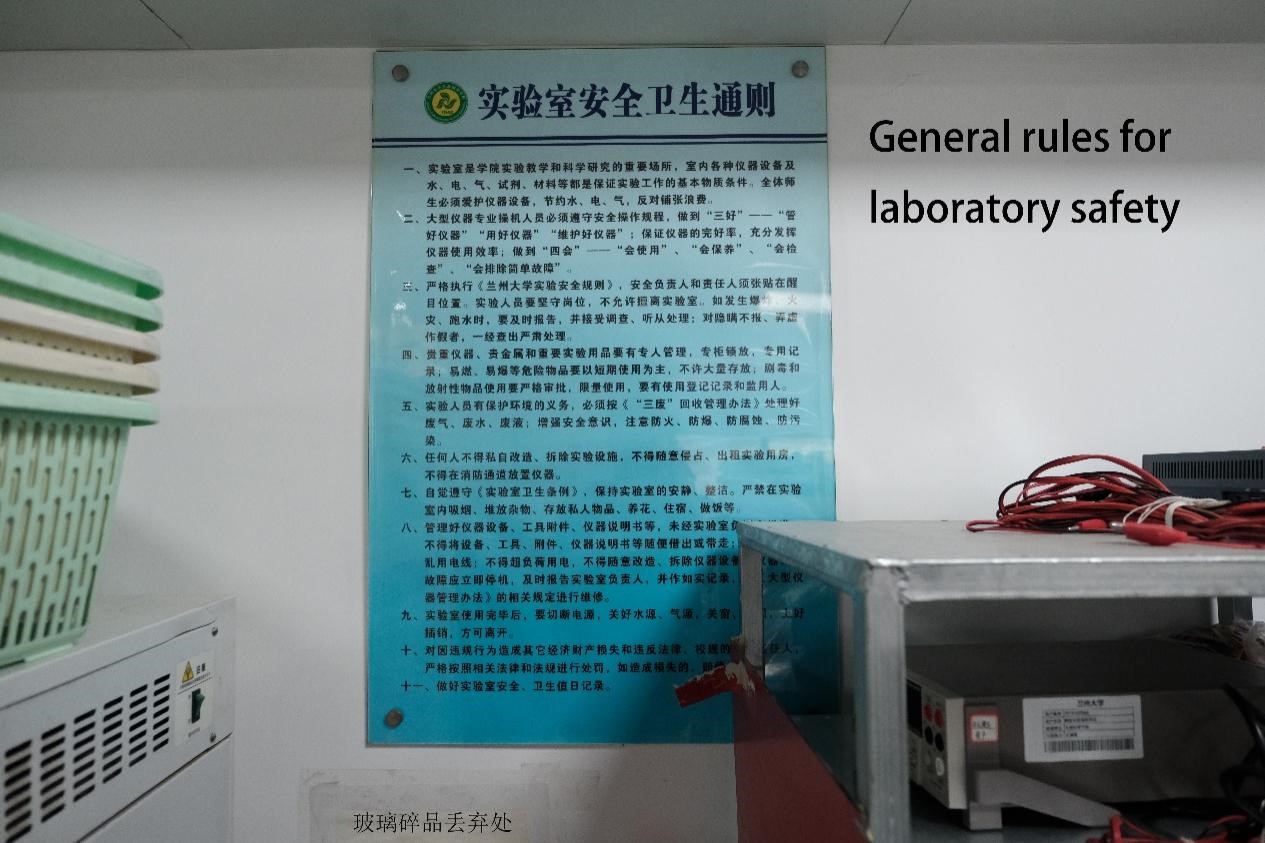 实验室安全卫生通则
General rules for
laboratory safety
一、实验室是学院实验教学和科学研究的重要场所，室内各种仪器设备及
水、电、气、试剂、材料等都是保证实验工作的基本物质条件。全体师
生必须爱护仪器设备，节约水、电、气，反对铺张浪费。
二、大型仪器专业操机人员必须遵守安全操作规程，做到“三好”——“管
好仪器”“用好仪器”“维护好仪器”；保证仪器的完好率，充分发挥
仪器使用效率；做到“四会”——“会使用”、“会保养”、“会检
查”、“会排除简单故障”。
三、严格执行《兰州大学实验安全规则》，安全负责人和责任人须张贴在醒
目位置。实验人员要坚守岗位，不允许擅离实验室。如发生爆炸、火
灾、跑水时，要及时报告，并接受调查、听从处理；对隐瞒不报、弄虚
作假者，一经查出严肃处理。
四、贵重仪器、贵金属和重要实验用品要有专人管理，专柜锁放，专用记
录；易燃、易爆等危险物品要以短期使用为主，不许大量存放；剧毒和
放射性物品使用要严格审批，限量使用，要有使用登记记录和监用人。
五、实验人员有保护环境的义务，必须按《“三废”回收管理办法》处理好
废气、废水、废液；增强安全意识，注意防火、防爆、防腐蚀、防污
染。
六、任何人不得私自改造、拆除实验设施，不得随意侵占、出租实验用房，
不得在消防通道放置仪器。
七、自觉遵守《实验室卫生条例》，保持实验室的安静、整洁。严禁在实验
室内吸烟、堆放杂物、存放私人物品、养花、住宿、做饭等。
八、管理好仪器设备、工具附件、仪器说明书等，未经实验室
不得将设备、工具、附件、仪器说明书等随便借出或带走；
乱用电线；不得超负荷用电，不得随意改造、拆除仪器设备
故障应立即停机，及时报告实验室负责人，并作如实记录，大型仪
器管理办法》的相关规定进行维修。
九、实验室使用完毕后，要切断电源，关好水源、气源，关窗、上好
插销，方可离开。
十、对因违规行为造成其它经济财产损失和违反法律、校规的任人，
严格按照相关法律和法规进行处罚，如造成损失的，
十一、做好实验室安全、卫生值日记录。
兰州大学
玻璃碎品丢弃处